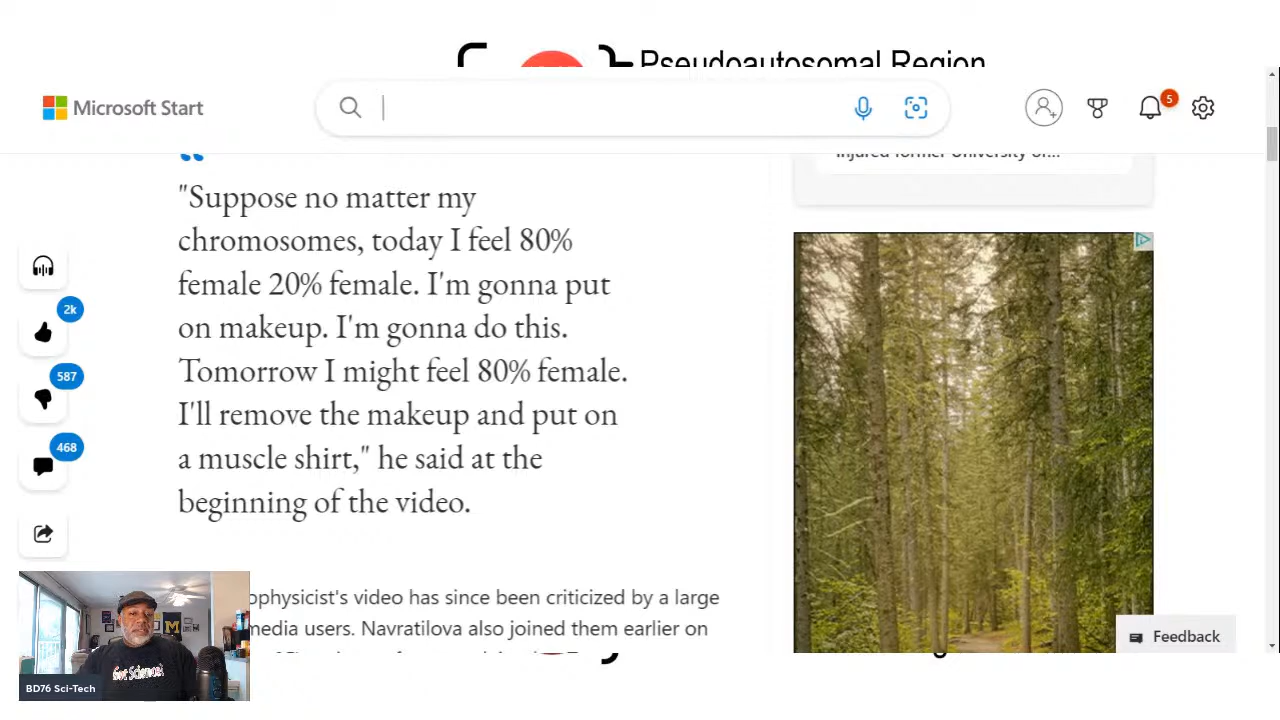 Pseudoautosomal Region
Microsoft Start
5
injured former University of...
"Suppose no matter my
chromosomes, today I feel 80%
female 20% female. I'm gonna put
on makeup. I'm gonna do this.
Tomorrow I might feel 80% female.
I'll remove the makeup and put on
a muscle shirt," he said at the
beginning of the video.
2k
587
468
ophysicist's video has since been criticized by a large
media users. Navratilova also joined them earlier on
Feedback
Got Science?
BD76 Sci-Tech